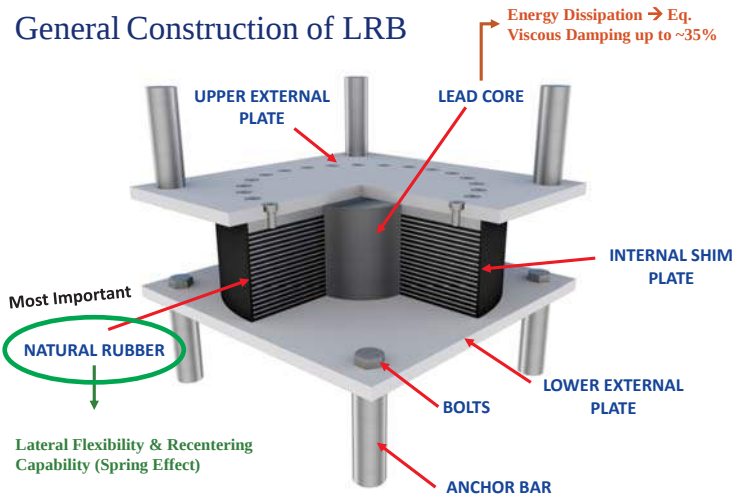 General Construction of LRB
Energy Dissipation → Eq.
Viscous Damping up to ~35%
UPPER EXTERNAL
PLATE
LEAD CORE
INTERNAL SHIM
PLATE
Most Important
NATURAL RUBBER
LOWER EXTERNAL
PLATE
BOLTS
Lateral Flexibility & Recentering
Capability (Spring Effect)
ANCHOR BAR